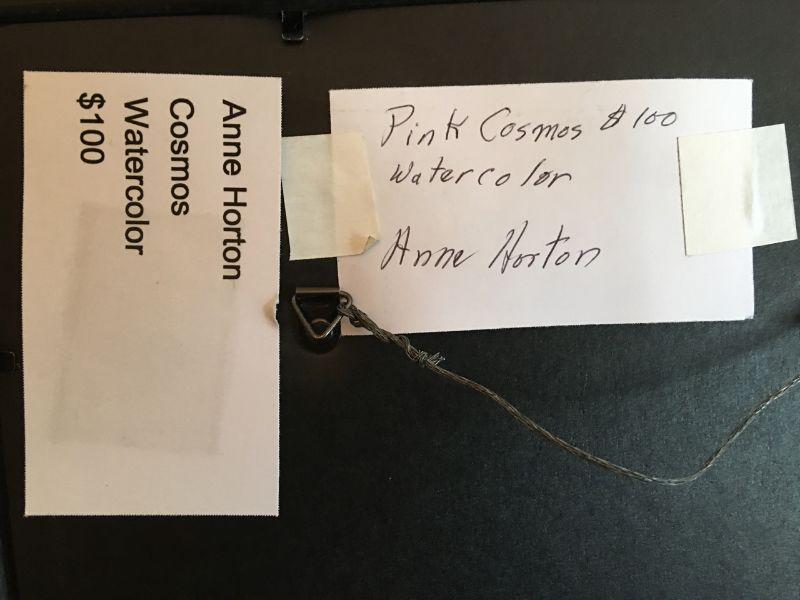 Anne Horton
Cosmos
Watercolor
$100
Pink Cosmos $100
Watercolor
Anne Horton